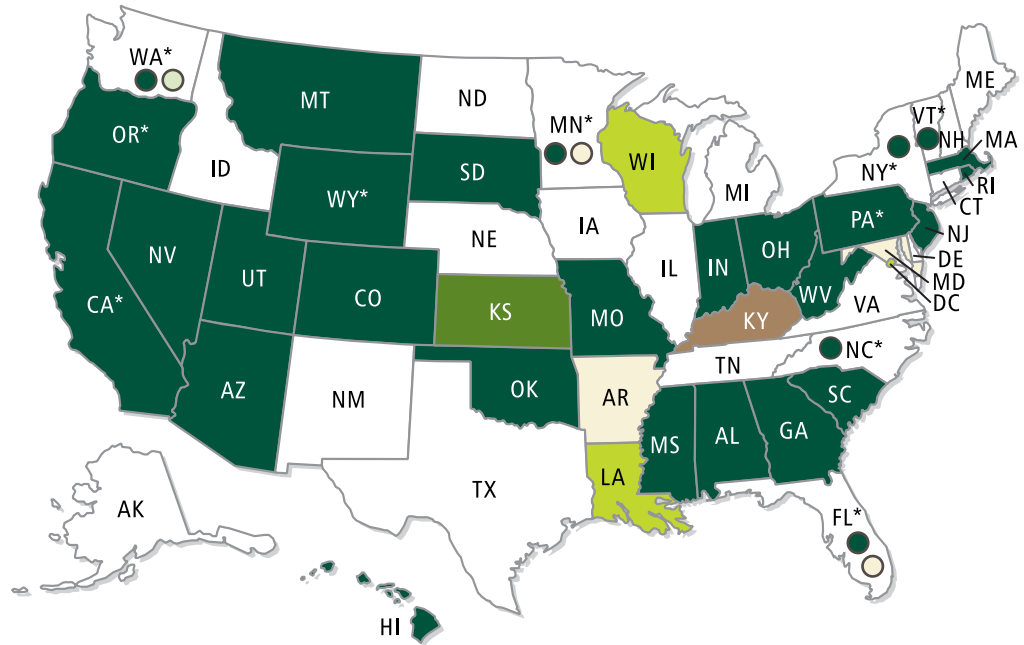 WA*
ME
MT
ND
MN*
VT*
OR*
NH
MA
WI
ID
SD
NY*
RI
WY*
MI
CT
PA*
NJ
IA
NE
OH
DE
NV
IL
IN
MD
UT
DC
CA*
CO
WV
KS
VA
MO
KY
NC*
TN
AZ
OK
NM
AR
SC
MS
AL
GA
LA
TX
AK
FL*
HI